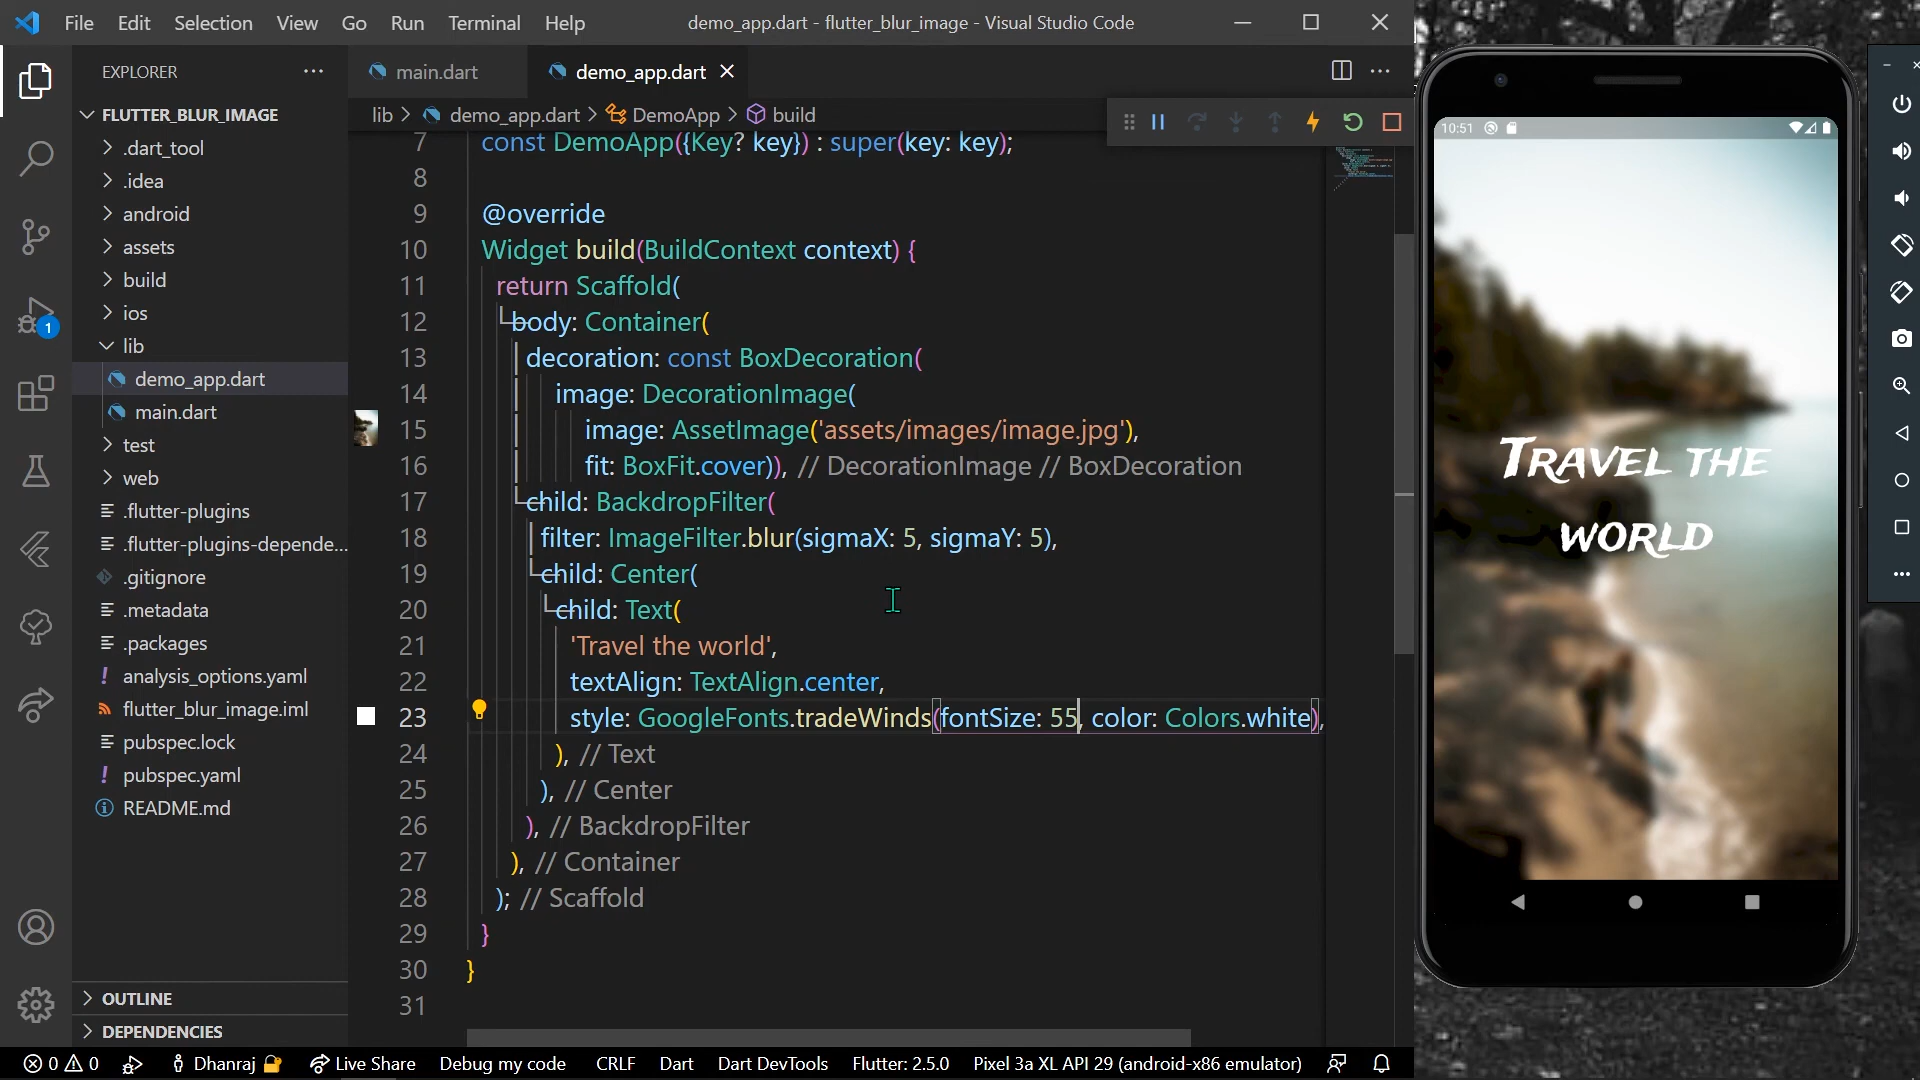 File Edit Selection View Go Run Terminal Help
demo_app.dart - flutter_blur_image - Visual Studio Code
EXPLORER
FLUTTER_BLUR_IMAGE
.dart_tool
.idea
android
assets
build
ios
1
lib
demo_app.dart
main.dart
test
web
.flutter-plugins
.flutter-plugins-depende...
.gitignore
.metadata
.packages
analysis_options.yaml
flutter_blur_image.iml
pubspec.lock
pubspec.yaml
README.md
OUTLINE
DEPENDENCIES
main.dart
demo_app.dart
lib > demo_app.dart > DemoApp > build
7 const DemoApp({Key? key}) : super(key: key);
8
9 @override
10 Widget build(BuildContext context) {
11 return Scaffold(
12 body: Container(
13 decoration: const BoxDecoration(
14 image: DecorationImage(
15 image: AssetImage('assets/images/image.jpg'),
16 fit: BoxFit.cover)), // DecorationImage // BoxDecoration
17 child: BackdropFilter(
18 filter: ImageFilter.blur(sigmaX: 5, sigmaY: 5),
19 child: Center(
20 child: Text(
21 'Travel the world',
22 textAlign: TextAlign.center,
23 style: GoogleFonts.tradeWinds(fontSize: 55, color: Colors.white),
24 ), // Text
25 ), // Center
26 ), // BackdropFilter
27 ), // Container
28 ); // Scaffold
29 }
30 }
31
0 0 Dhanraj Live Share Debug my code CRLF Dart Dart DevTools Flutter: 2.5.0 Pixel 3a XL API 29 (android-x86 emulator)
10:51
Travel the
world